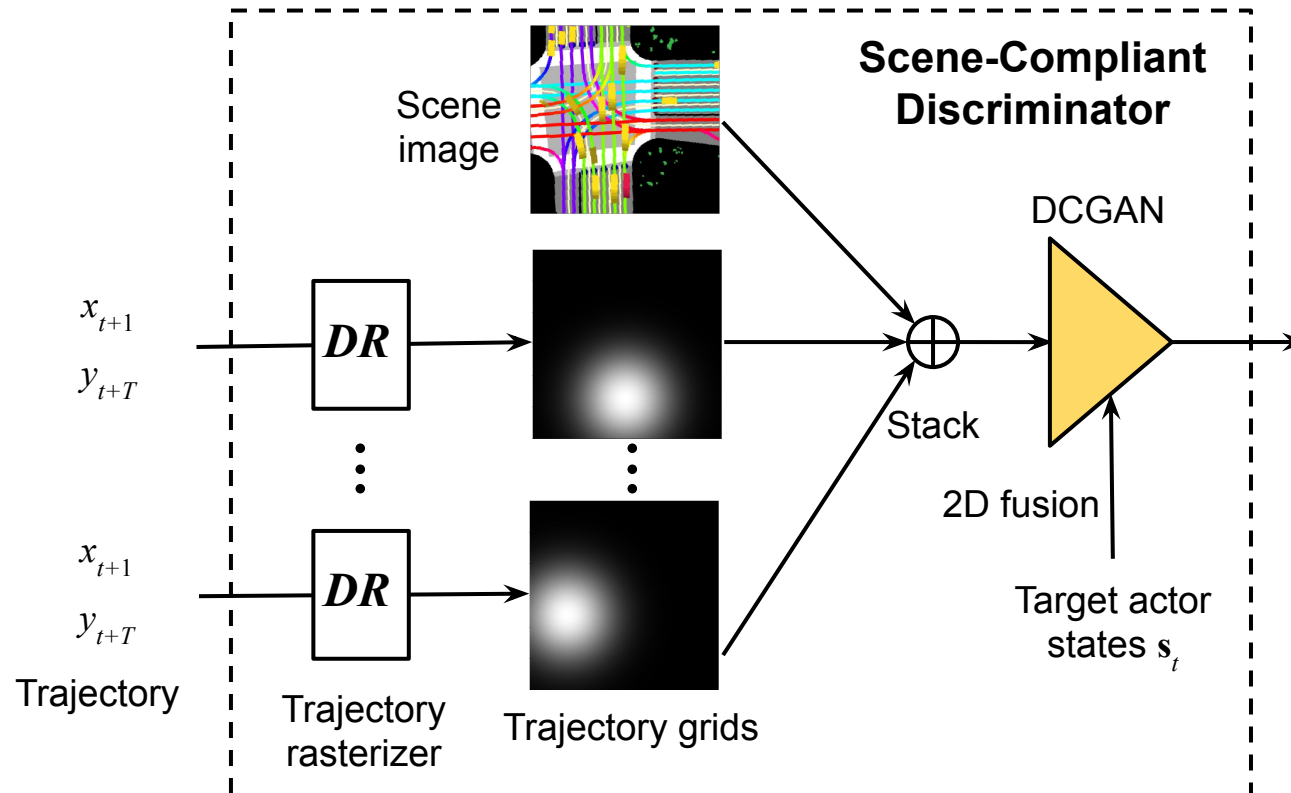 Scene-Compliant
Discriminator
Scene
image
DCGAN
x_{t+1}
y_{t+T}
DR
Stack
2D fusion
x_{t+1}
y_{t+T}
DR
Target actor
states s_t
Trajectory
Trajectory
rasterizer
Trajectory grids